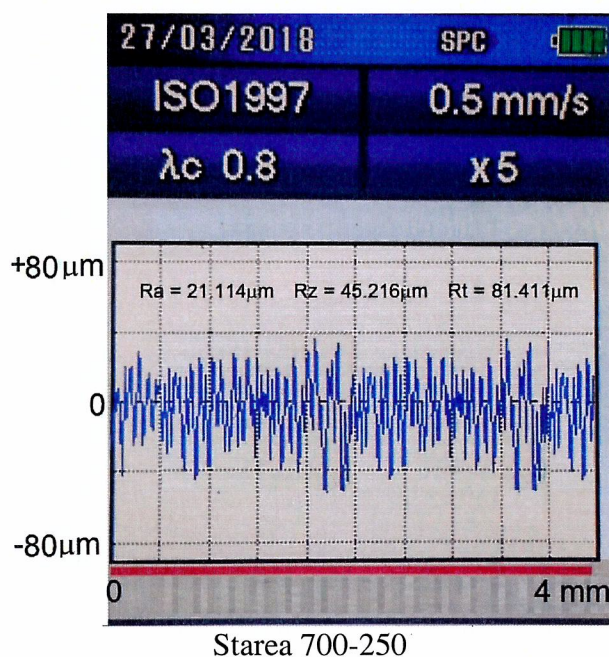 27/03/2018 SPC
ISO1997 0.5 mm/s
λc 0.8 x5
+80μm
Ra = 21.114μm Rz = 45.216μm Rt = 81.411μm
0
-80μm
0 4 mm
Starea 700-250